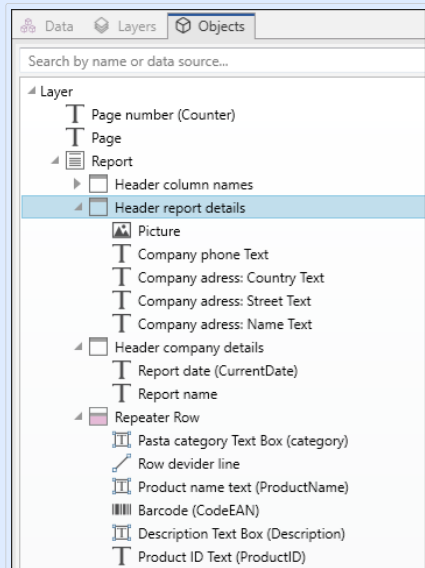 Data Layers Objects
Search by name or data source...
Layer
Page number (Counter)
Page
Report
Header column names
Header report details
Picture
Company phone Text
Company adress: Country Text
Company adress: Street Text
Company adress: Name Text
Header company details
Report date (CurrentDate)
Report name
Repeater Row
Pasta category Text Box (category)
Row devider line
Product name text (ProductName)
Barcode (CodeEAN)
Description Text Box (Description)
Product ID Text (ProductID)